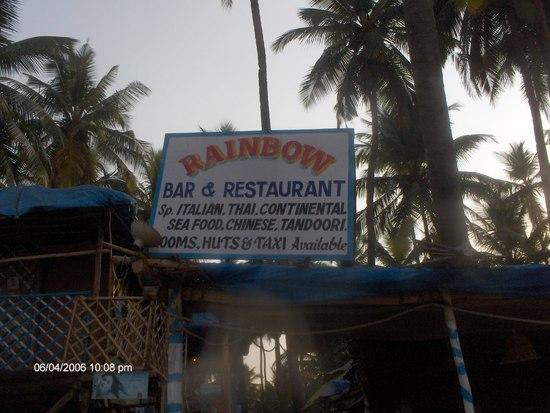 RAINBOW
BAR & RESTAURANT
Sp. ITALIAN, THAI, CONTINENTAL
SEA FOOD, CHINESE, TANDOORI.
OOMS, HUTS & TAXI Available
06/04/2006 10:08 pm